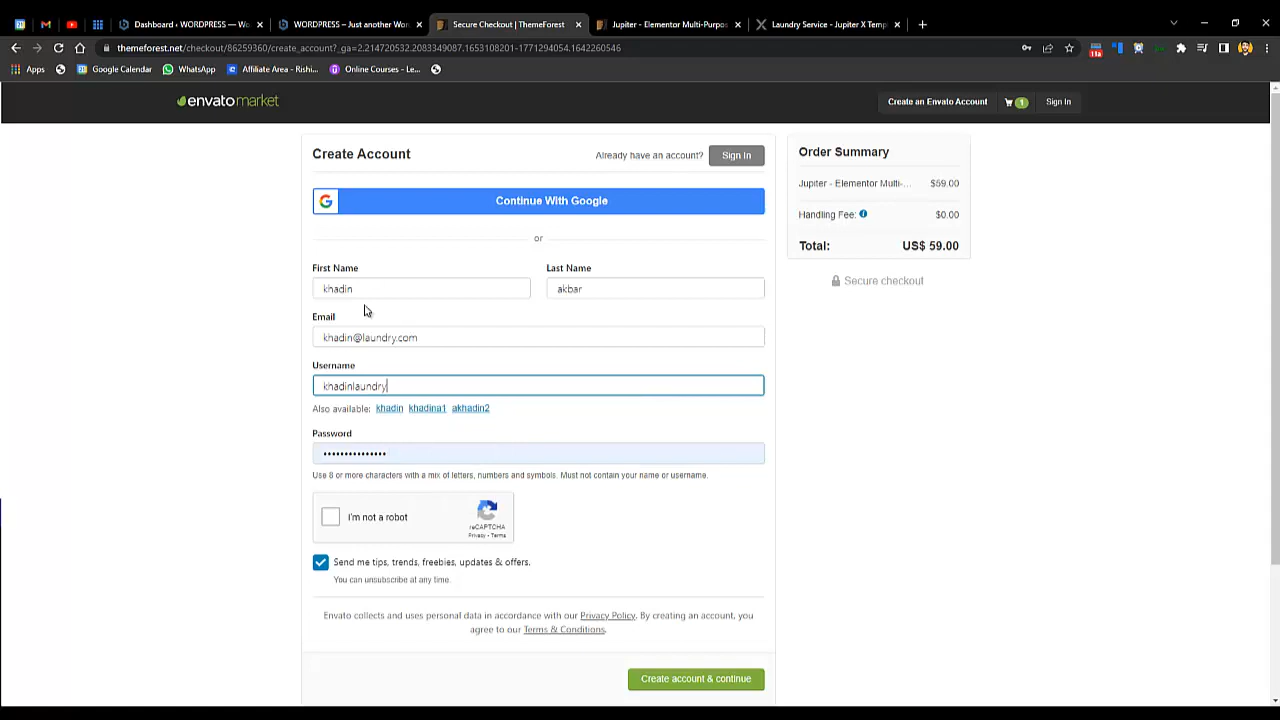 Dashboard ‹ WORDPRESS — Wo
WORDPRESS – Just another Wor
Secure Checkout | ThemeForest
Jupiter - Elementor Multi-Purpos
Laundry Service - Jupiter X Temp
themeforest.net/checkout/86259360/create_account?_ga=2.214720532.2083349087.1653108201-1771294054.1642260546
Apps
Google Calendar
WhatsApp
Affiliate Area - Rishi...
Online Courses - Le...
envatomarket
Create an Envato Account
1
Sign In
Create Account
Already have an account?
Sign In
Continue With Google
or
First Name
Last Name
khadin
akbar
Email
khadin@laundry.com
Username
khadinlaundry
Also available: khadin khadina1 akhadin2
Password
•••••••••••••••
Use 8 or more characters with a mix of letters, numbers and symbols. Must not contain your name or username.
I'm not a robot
reCAPTCHA
Privacy - Terms
Send me tips, trends, freebies, updates & offers.
You can unsubscribe at any time.
Envato collects and uses personal data in accordance with our Privacy Policy. By creating an account, you
agree to our Terms & Conditions.
Create account & continue
Order Summary
Jupiter - Elementor Multi-... $59.00
Handling Fee: $0.00
Total: US$ 59.00
Secure checkout